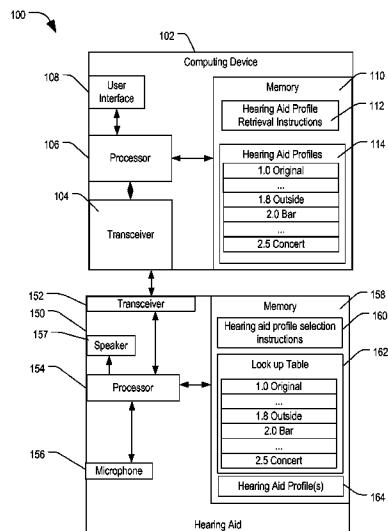 100
102
Computing Device
108
User
Interface
110
Memory
Hearing Aid Profile
Retrieval Instructions
112
106
Processor
Hearing Aid Profiles
114
1.0 Original
...
1.8 Outside
2.0 Bar
...
2.5 Concert
104
Transceiver
152
Transceiver
150
157
Speaker
154
Processor
156
Microphone
Memory
158
Hearing aid profile selection
instructions
160
Look up Table
162
1.0 Original
...
1.8 Outside
2.0 Bar
...
2.5 Concert
Hearing Aid Profile(s)
164
Hearing Aid